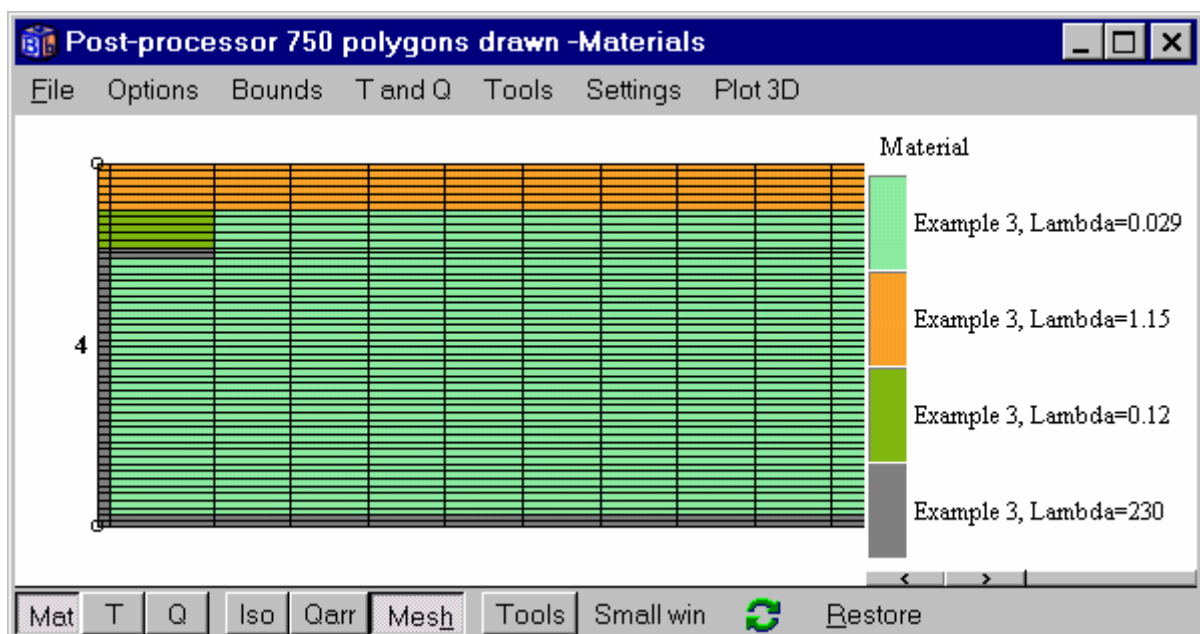 Post-processor 750 polygons drawn -Materials
File Options Bounds T and Q Tools Settings Plot 3D
Material
Example 3, Lambda=0.029
Example 3, Lambda=1.15
4
Example 3, Lambda=0.12
Example 3, Lambda=230
Mat T Q Iso Qarr Mesh Tools Small win Restore